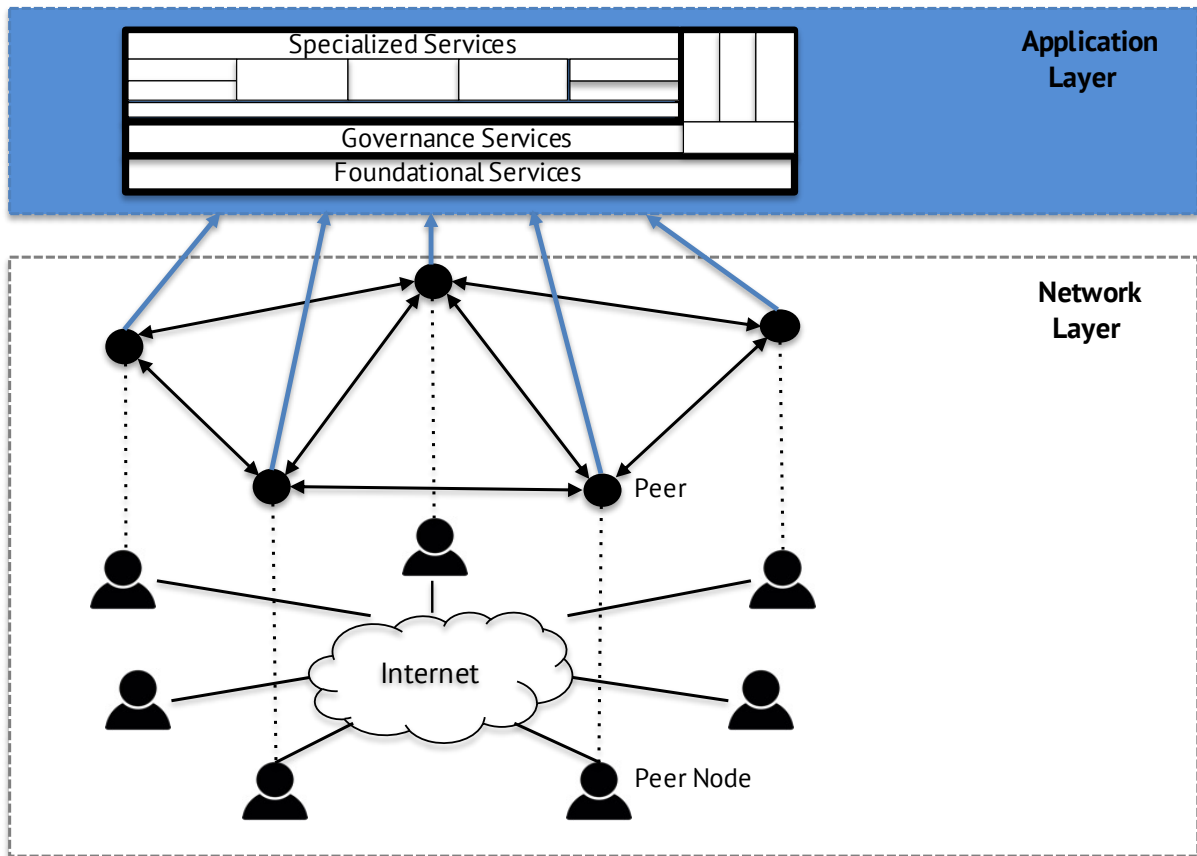 Specialized Services
Governance Services
Foundational Services
Application
Layer
Network
Layer
Peer
Internet
Peer Node